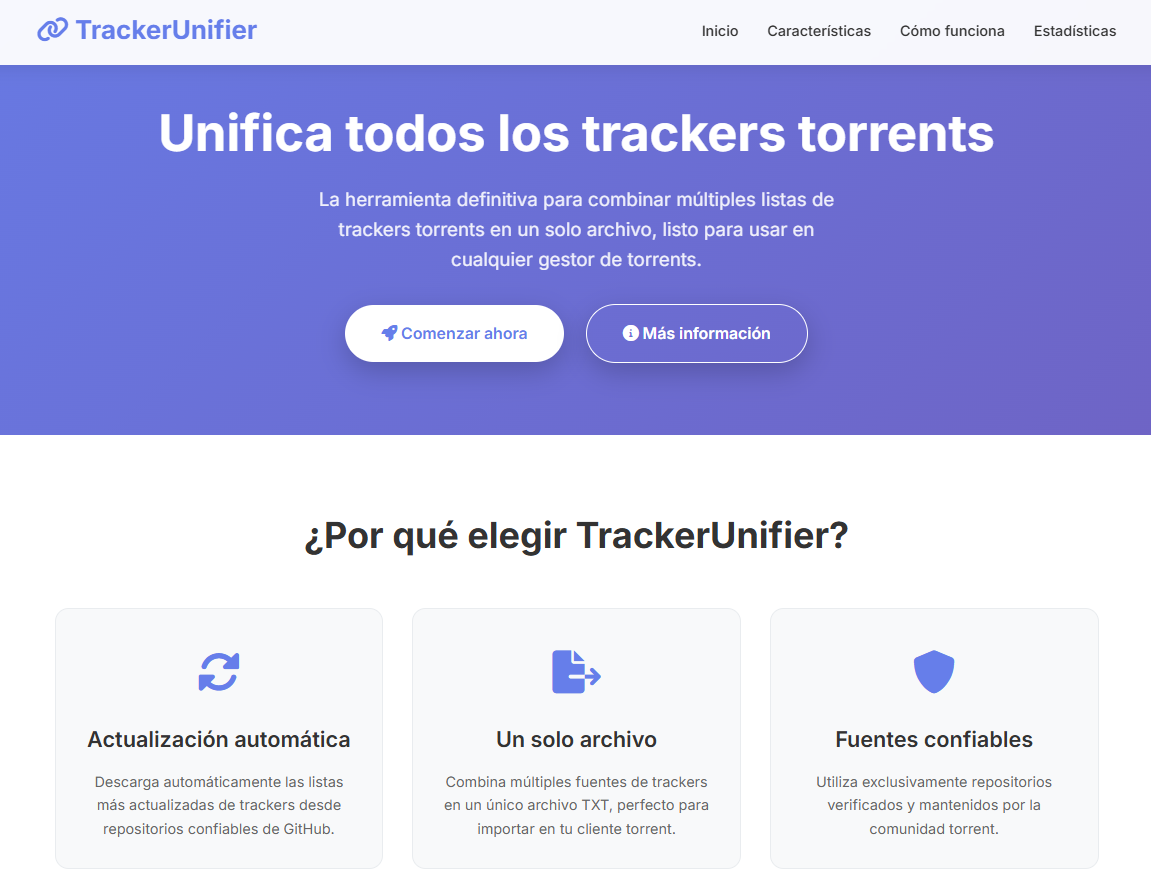 TrackerUnifier
Inicio
Características
Cómo funciona
Estadísticas
Unifica todos los trackers torrents
La herramienta definitiva para combinar múltiples listas de
trackers torrents en un solo archivo, listo para usar en
cualquier gestor de torrents.
Comenzar ahora
Más información
¿Por qué elegir TrackerUnifier?
Actualización automática
Descarga automáticamente las listas
más actualizadas de trackers desde
repositorios confiables de GitHub.
Un solo archivo
Combina múltiples fuentes de trackers
en un único archivo TXT, perfecto para
importar en tu cliente torrent.
Fuentes confiables
Utiliza exclusivamente repositorios
verificados y mantenidos por la
comunidad torrent.